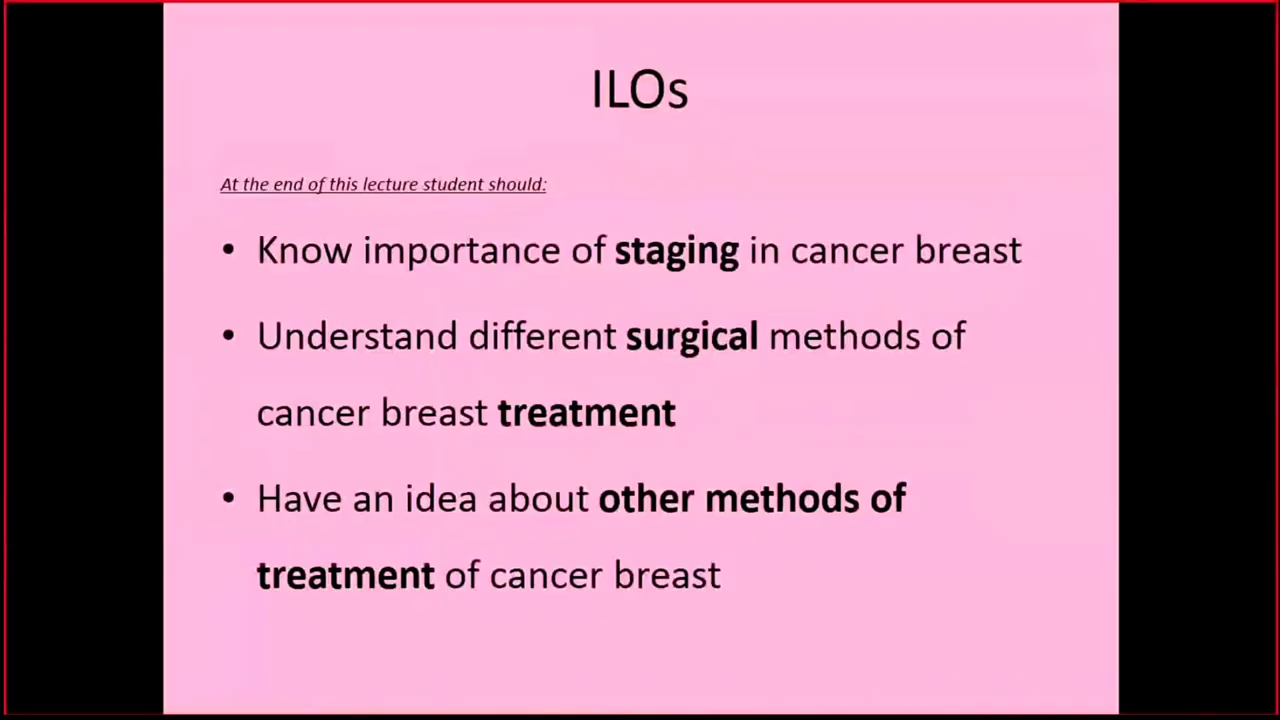 ILOs
At the end of this lecture student should:
• Know importance of staging in cancer breast
• Understand different surgical methods of
cancer breast treatment
• Have an idea about other methods of
treatment of cancer breast